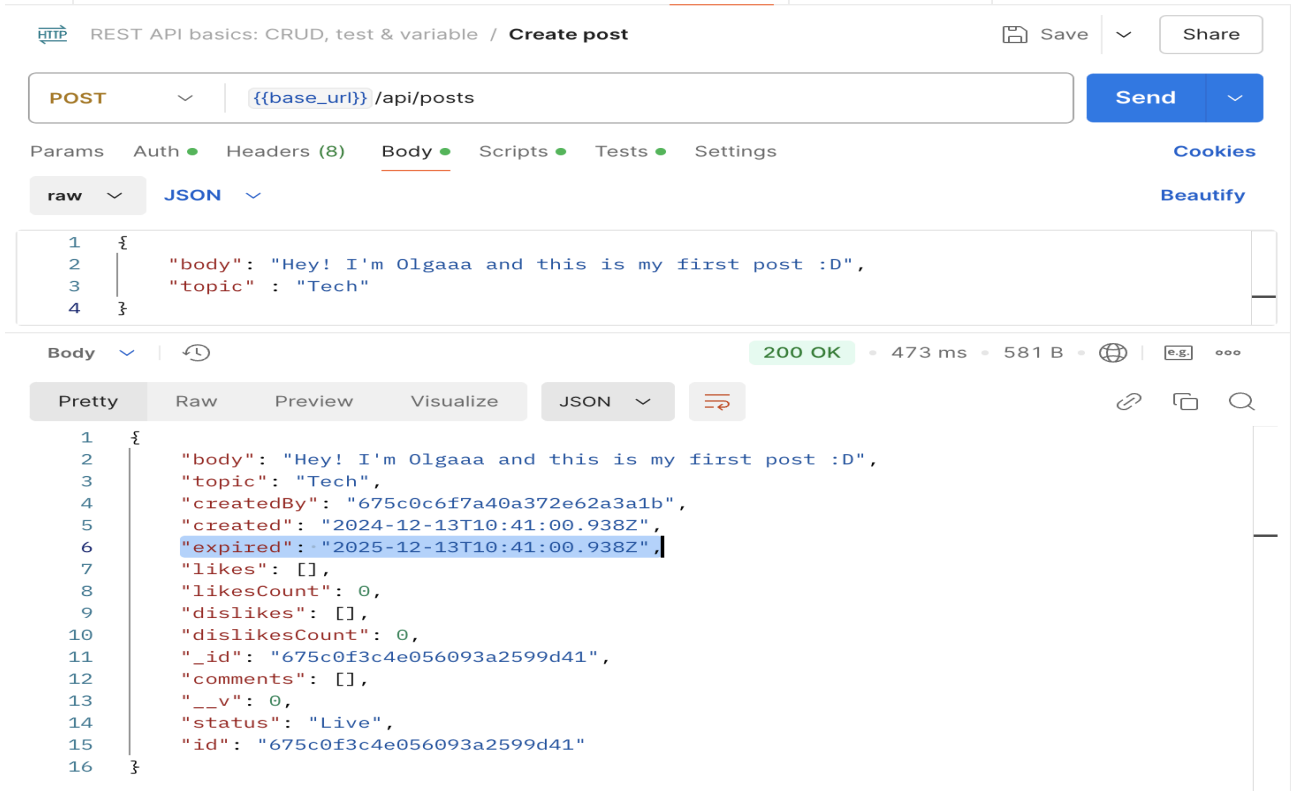 HTTP REST API basics: CRUD, test & variable / Create post Save Share
POST {{base_url}}/api/posts Send
Params Auth Headers (8) Body Scripts Tests Settings Cookies
raw JSON Beautify
1 {
2 "body": "Hey! I'm Olgaaa and this is my first post :D",
3 "topic" : "Tech"
4 }
Body 200 OK 473 ms 581 B e.g.
Pretty Raw Preview Visualize JSON
1 {
2 "body": "Hey! I'm Olgaaa and this is my first post :D",
3 "topic": "Tech",
4 "createdBy": "675c0c6f7a40a372e62a3a1b",
5 "created": "2024-12-13T10:41:00.938Z",
6 "expired": "2025-12-13T10:41:00.938Z",
7 "likes": [],
8 "likesCount": 0,
9 "dislikes": [],
10 "dislikesCount": 0,
11 "_id": "675c0f3c4e056093a2599d41",
12 "comments": [],
13 "__v": 0,
14 "status": "Live",
15 "id": "675c0f3c4e056093a2599d41"
16 }